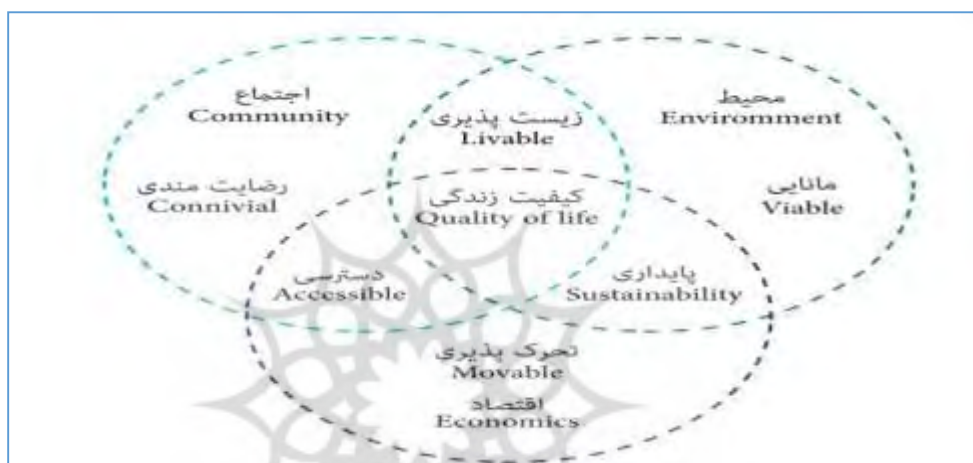 اجتماع
Community
محیط
Enviromment
زیست پذیری
Livable
رضایت مندی
Connivial
کیفیت زندگی
Quality of life
مانایی
Viable
دسترسی
Accessible
پایداری
Sustainability
تحرک پذیری
Movable
اقتصاد
Economics